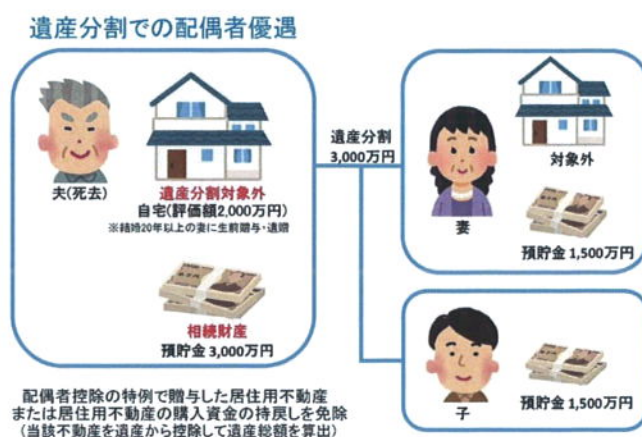 遺産分割での配偶者優遇
夫(死去)
遺産分割対象外
自宅(評価額2,000万円)
※結婚20年以上の妻に生前贈与・遺贈
相続財産
預貯金 3,000万円
遺産分割
3,000万円
対象外
妻
預貯金 1,500万円
子
預貯金 1,500万円
配偶者控除の特例で贈与した居住用不動産
または居住用不動産の購入資金の持戻しを免除
(当該不動産を遺産から控除して遺産総額を算出)